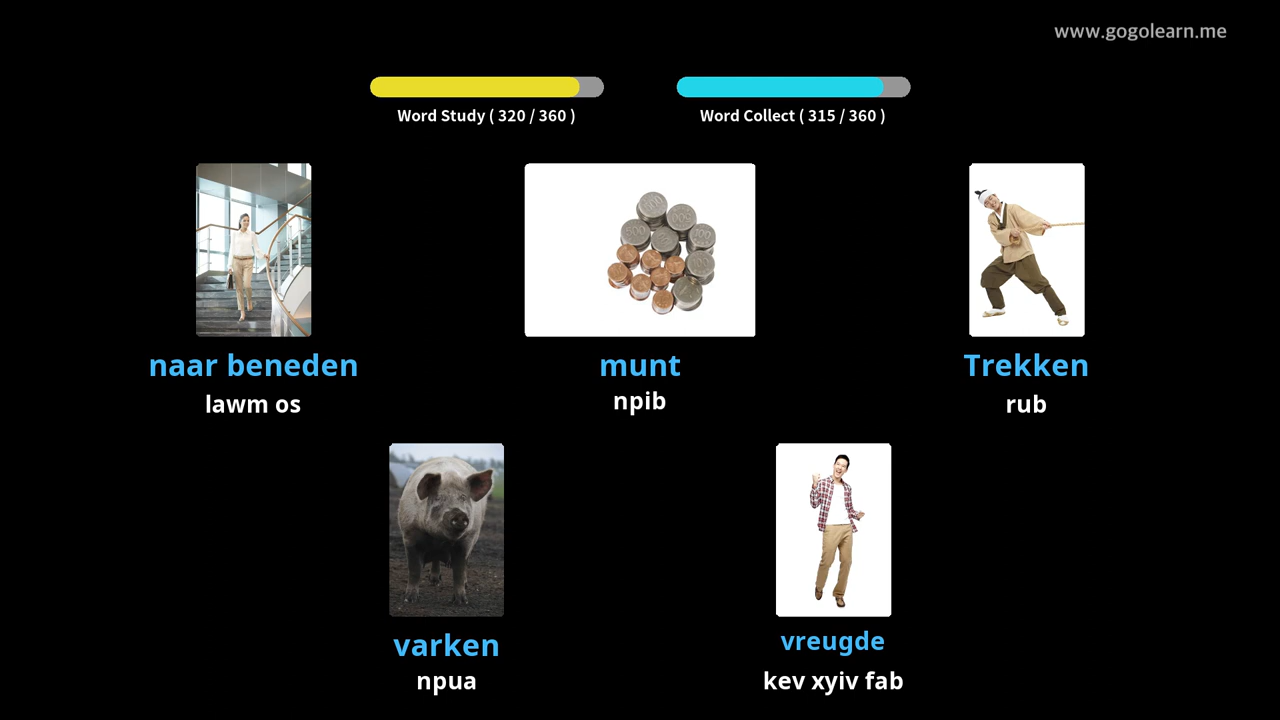 www.gogolearn.me
Word Study ( 320 / 360 )
Word Collect ( 315 / 360 )
naar beneden
lawm os
munt
npib
Trekken
rub
varken
npua
vreugde
kev xyiv fab